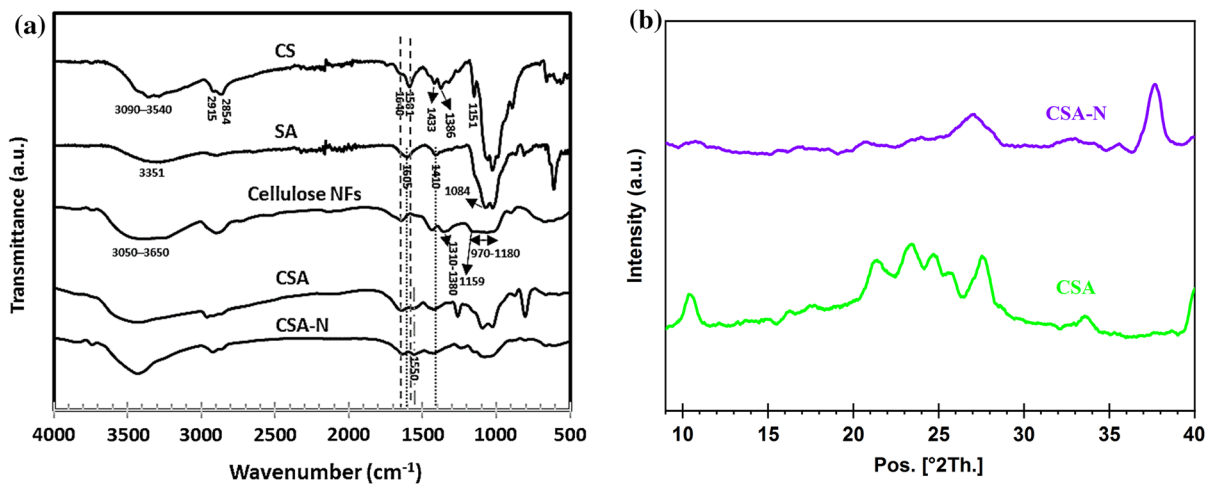 (a)
CS
3090–3540
2915
2854
1640
1581
1433
1386
1151
SA
3351
1605
1410
1084
Cellulose NFs
3050–3650
1310-1380
1159
970-1180
CSA
CSA-N
1550
Transmittance (a.u.)
4000 3500 3000 2500 2000 1500 1000 500
Wavenumber (cm⁻¹)
(b)
CSA-N
CSA
Intensity (a.u.)
10 15 20 25 30 35 40
Pos. [°2Th.]